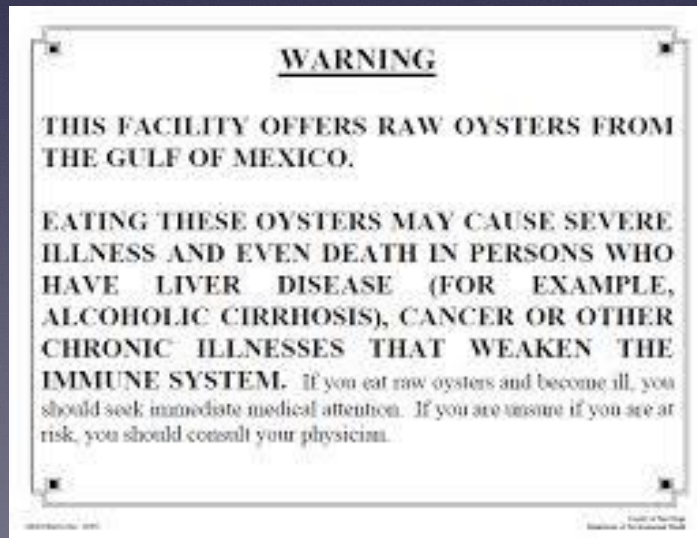 WARNING
THIS FACILITY OFFERS RAW OYSTERS FROM
THE GULF OF MEXICO.
EATING THESE OYSTERS MAY CAUSE SEVERE
ILLNESS AND EVEN DEATH IN PERSONS WHO
HAVE LIVER DISEASE (FOR EXAMPLE,
ALCOHOLIC CIRRHOSIS), CANCER OR OTHER
CHRONIC ILLNESSES THAT WEAKEN THE
IMMUNE SYSTEM. If you eat raw oysters and become ill, you
should seek immediate medical attention. If you are unsure if you are at
risk, you should consult your physician.